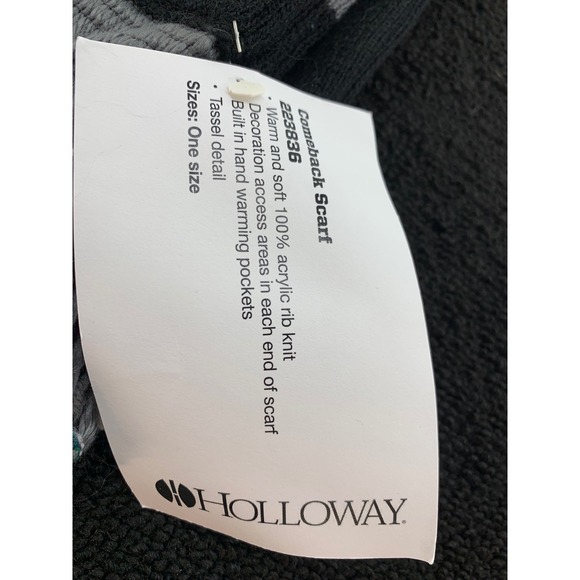 Comeback Scarf
223836
• Warm and soft 100% acrylic rib knit
Decoration access areas in each end of scarf
Built in hand warming pockets
• Tassel detail
Sizes: One size
HOLLOWAY®